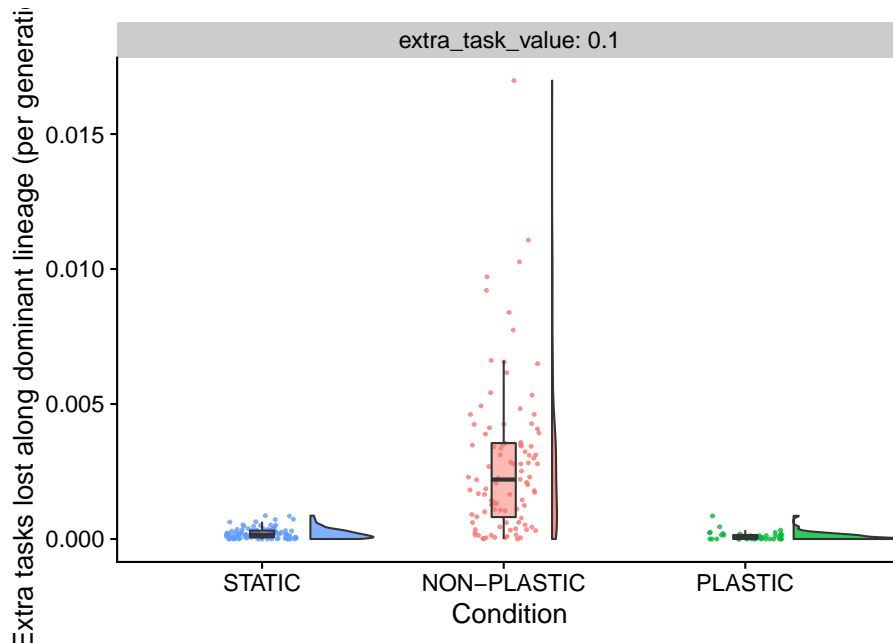 extra_task_value: 0.1
Extra tasks lost along dominant lineage (per generati
0.015
0.010
0.005
0.000
STATIC
NON−PLASTIC
PLASTIC
Condition